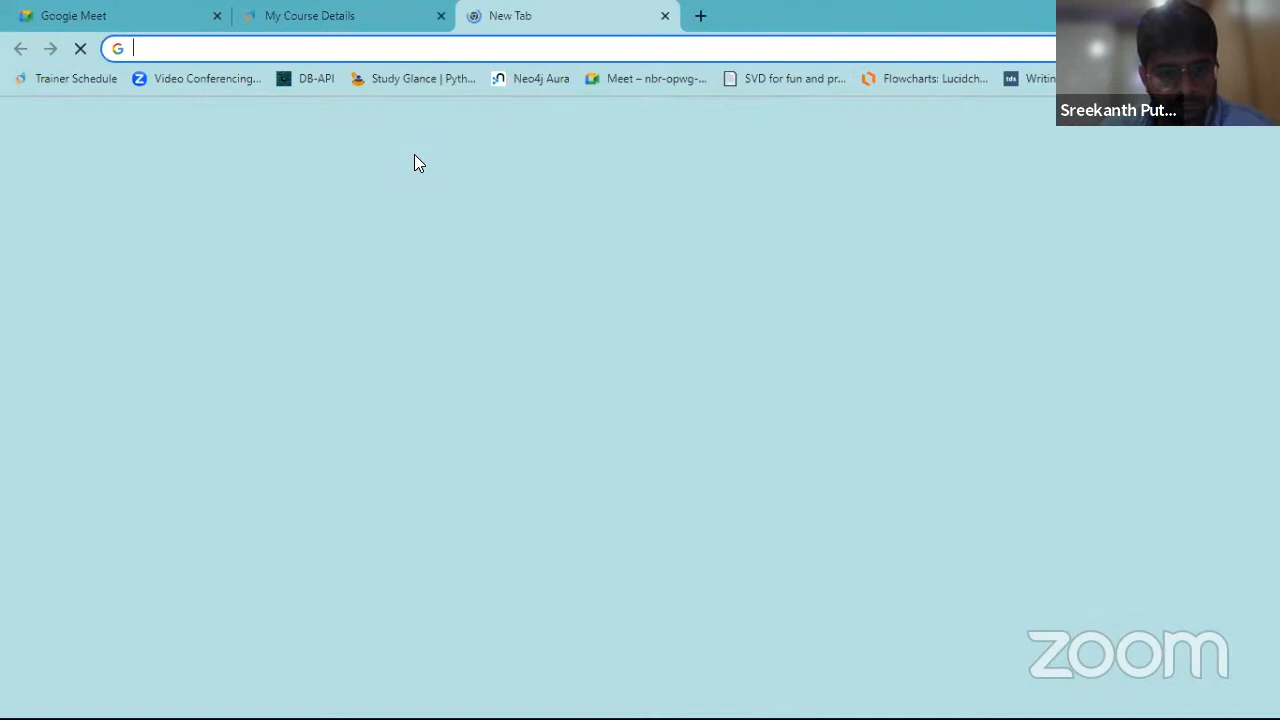 Google Meet
My Course Details
New Tab
Trainer Schedule
Video Conferencing...
DB-API
Study Glance | Pyth...
Neo4j Aura
Meet – nbr-opwg-...
SVD for fun and pr...
Flowcharts: Lucidch...
tds
Writin
Sreekanth Put...
zoom